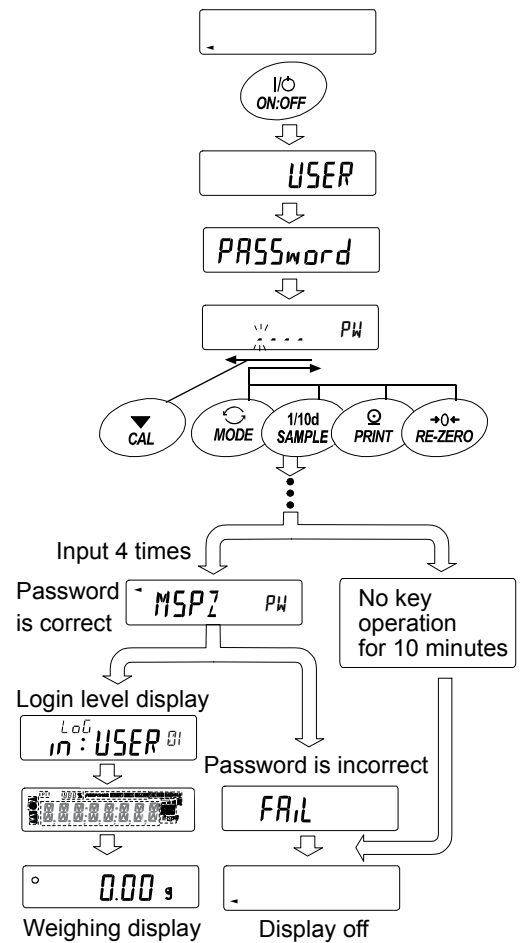 I/⏻
ON:OFF
USER
PASSword
PW
CAL
MODE
1/10d
SAMPLE
PRINT
→0←
RE-ZERO
Input 4 times
Password
is correct
MSPZ PW
No key
operation
for 10 minutes
Login level display
LoG
in:USER 01
Password is incorrect
FAiL
0.00 g
Weighing display
Display off